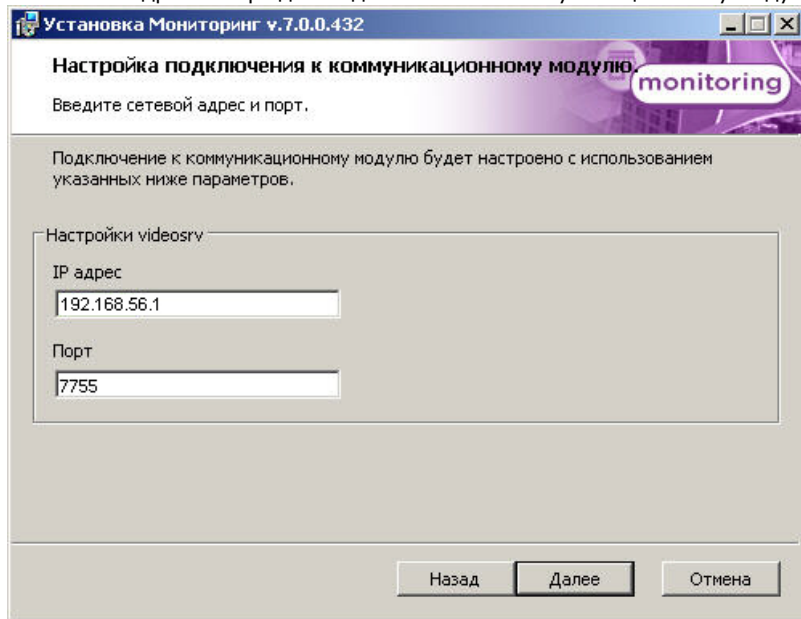 Установка Мониторинг v.7.0.0.432
Настройка подключения к коммуникационному модулю.
monitoring
Введите сетевой адрес и порт.
Подключение к коммуникационному модулю будет настроено с использованием
указанных ниже параметров.
Настройки videosrv
IP адрес
192.168.56.1
Порт
7755
Назад
Далее
Отмена